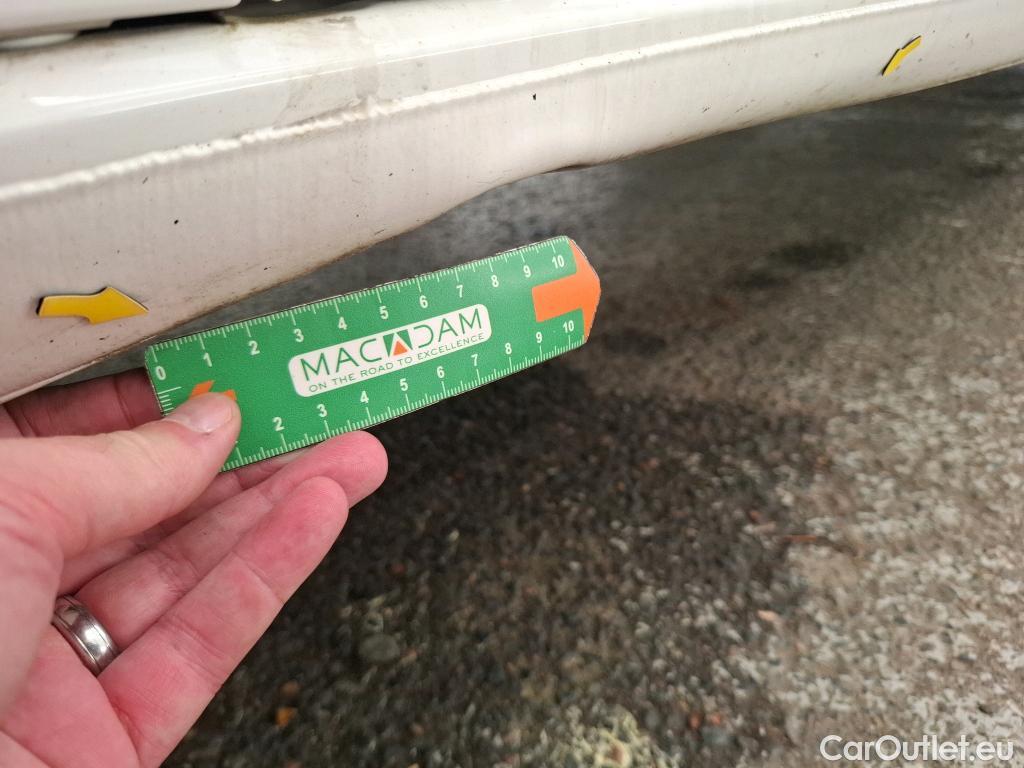 0 1 2 3 4 5 6 7 8 9 10
MACADAM
ON THE ROAD TO EXCELLENCE
2 3 4 5 6 7 8 9 10
CarOutlet.eu